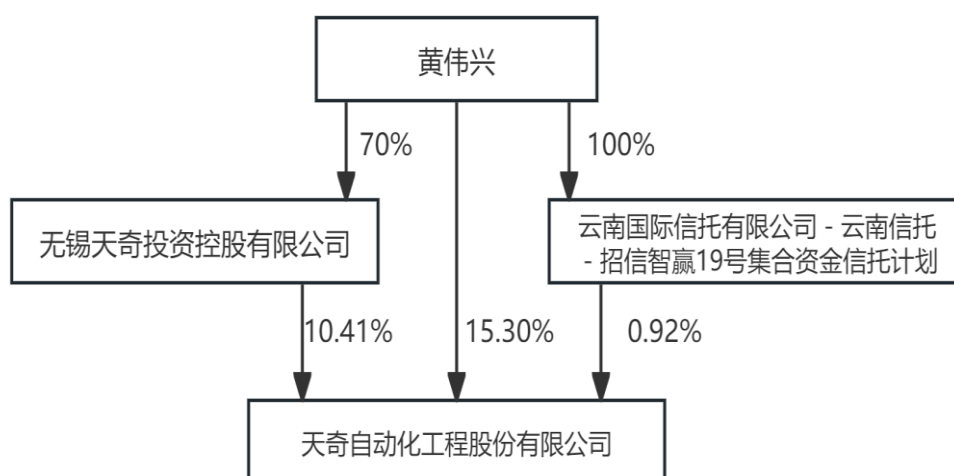 黄伟兴
70%
100%
无锡天奇投资控股有限公司
云南国际信托有限公司 - 云南信托
- 招信智赢19号集合资金信托计划
10.41%
15.30%
0.92%
天奇自动化工程股份有限公司